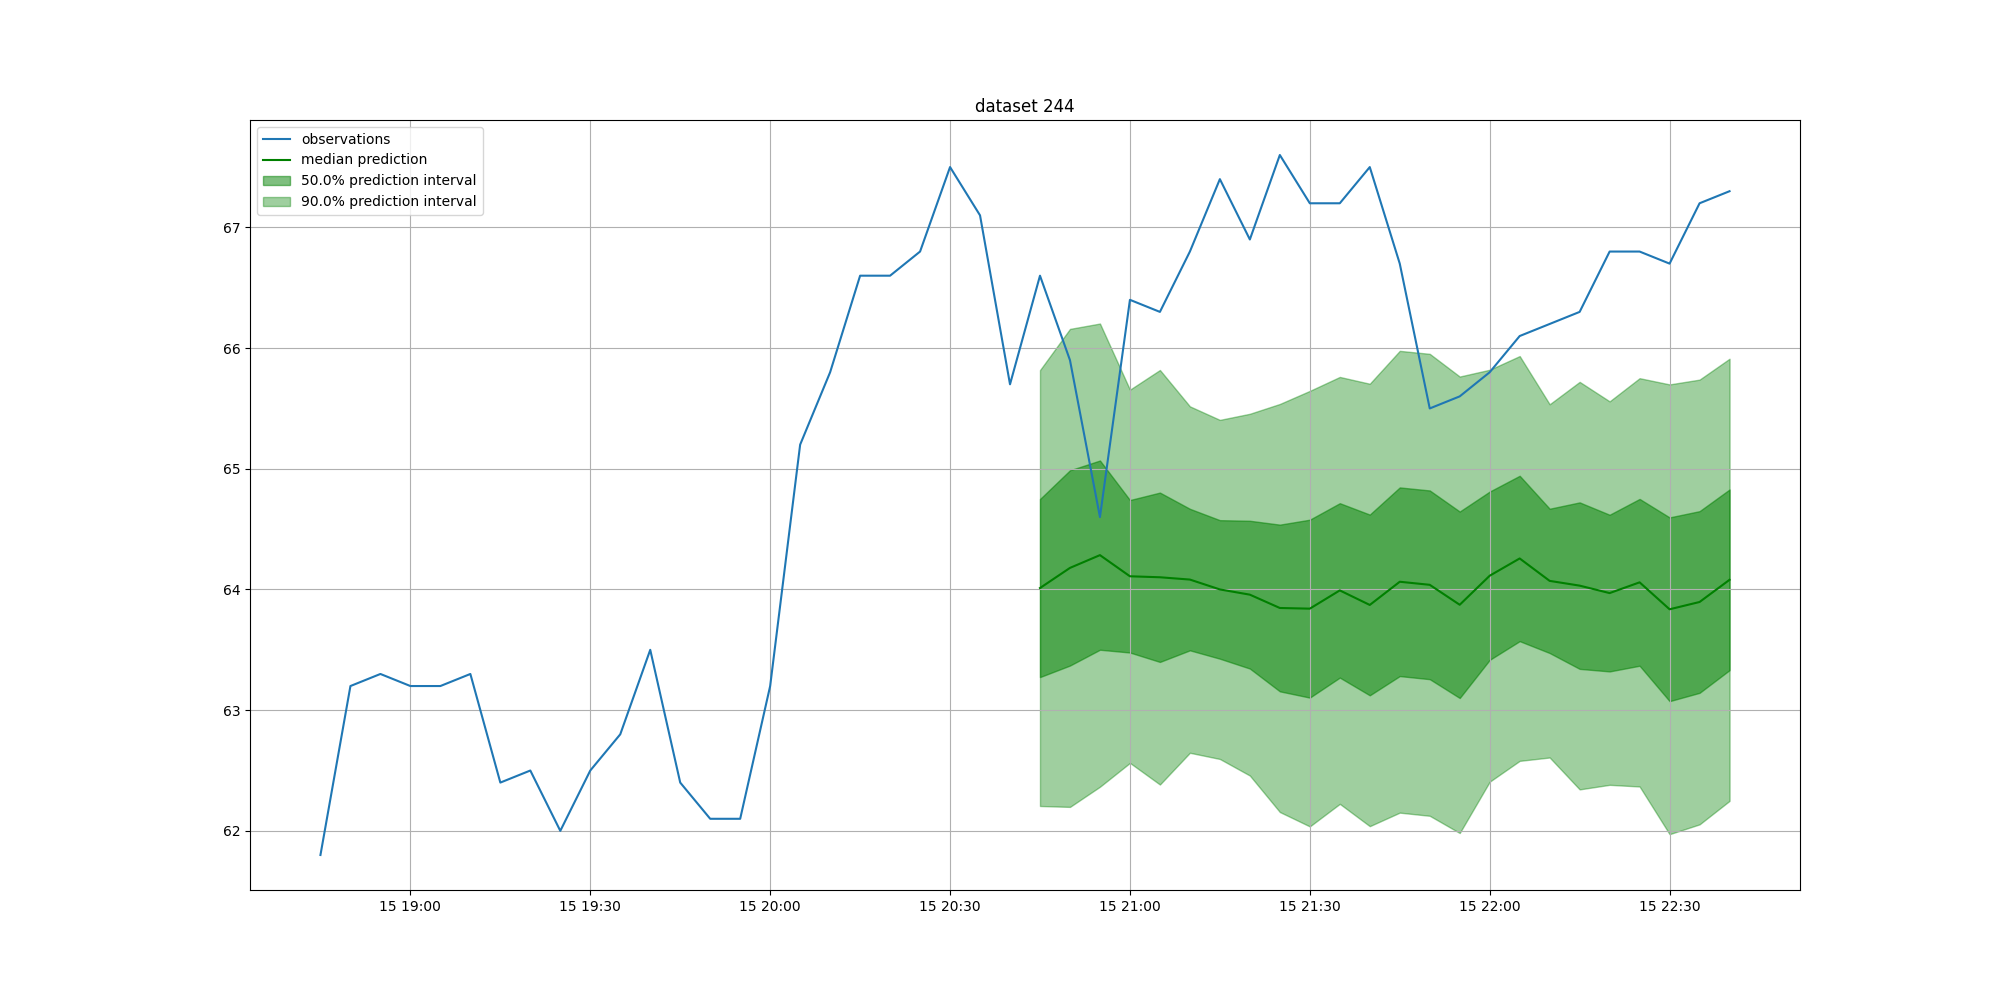 dataset 244
observations
median prediction
50.0% prediction interval
90.0% prediction interval
67
66
65
64
63
62
15 19:00
15 19:30
15 20:00
15 20:30
15 21:00
15 21:30
15 22:00
15 22:30